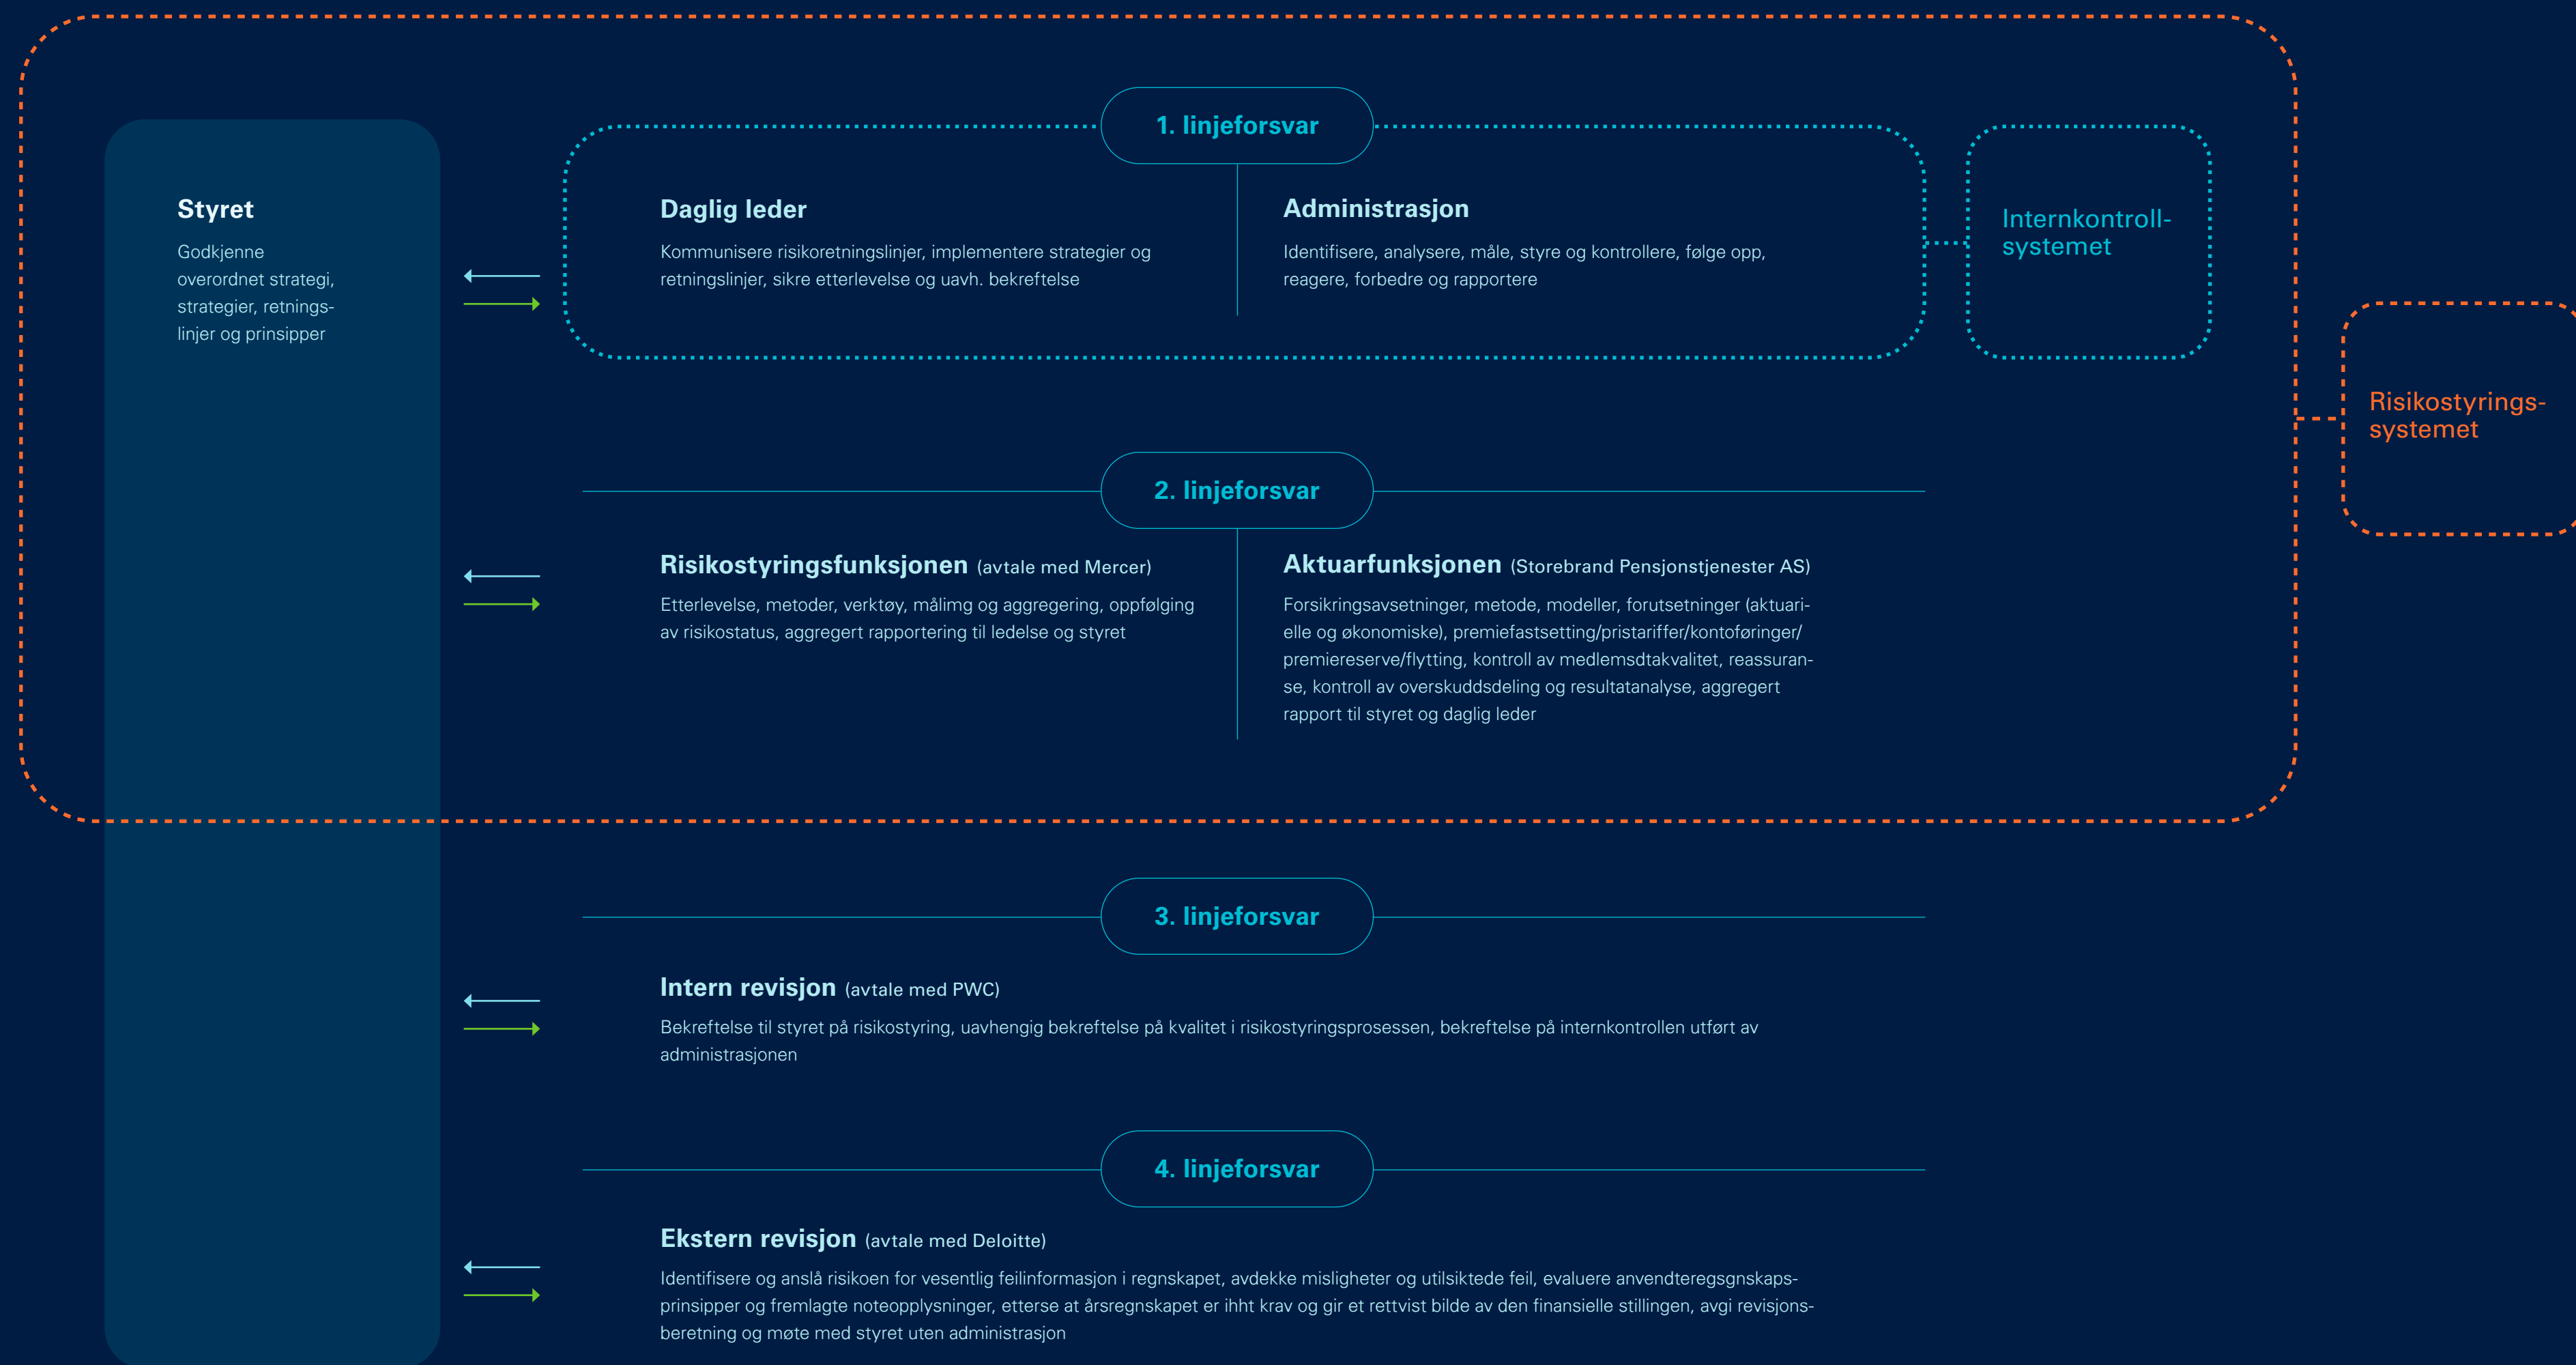 1. linjeforsvar
Styret
Godkjenne
overordnet strategi,
strategier, retnings-
linjer og prinsipper
Daglig leder
Kommunisere risikoretningslinjer, implementere strategier og
retningslinjer, sikre etterlevelse og uavh. bekreftelse
Administrasjon
Identifisere, analysere, måle, styre og kontrollere, følge opp,
reagere, forbedre og rapportere
Internkontroll-
systemet
Risikostyrings-
systemet
2. linjeforsvar
Risikostyringsfunksjonen (avtale med Mercer)
Etterlevelse, metoder, verktøy, målimg og aggregering, oppfølging
av risikostatus, aggregert rapportering til ledelse og styret
Aktuarfunksjonen (Storebrand Pensjonstjenester AS)
Forsikringsavsetninger, metode, modeller, forutsetninger (aktuari-
elle og økonomiske), premiefastsetting/pristariffer/kontoføringer/
premiereserve/flytting, kontroll av medlemsdtakvalitet, reassuran-
se, kontroll av overskuddsdeling og resultatanalyse, aggregert
rapport til styret og daglig leder
3. linjeforsvar
Intern revisjon (avtale med PWC)
Bekreftelse til styret på risikostyring, uavhengig bekreftelse på kvalitet i risikostyringsprosessen, bekreftelse på internkontrollen utført av
administrasjonen
4. linjeforsvar
Ekstern revisjon (avtale med Deloitte)
Identifisere og anslå risikoen for vesentlig feilinformasjon i regnskapet, avdekke misligheter og utilsiktede feil, evaluere anvendteregsgnskaps-
prinsipper og fremlagte noteopplysninger, etterse at årsregnskapet er ihht krav og gir et rettvist bilde av den finansielle stillingen, avgi revisjons-
beretning og møte med styret uten administrasjon